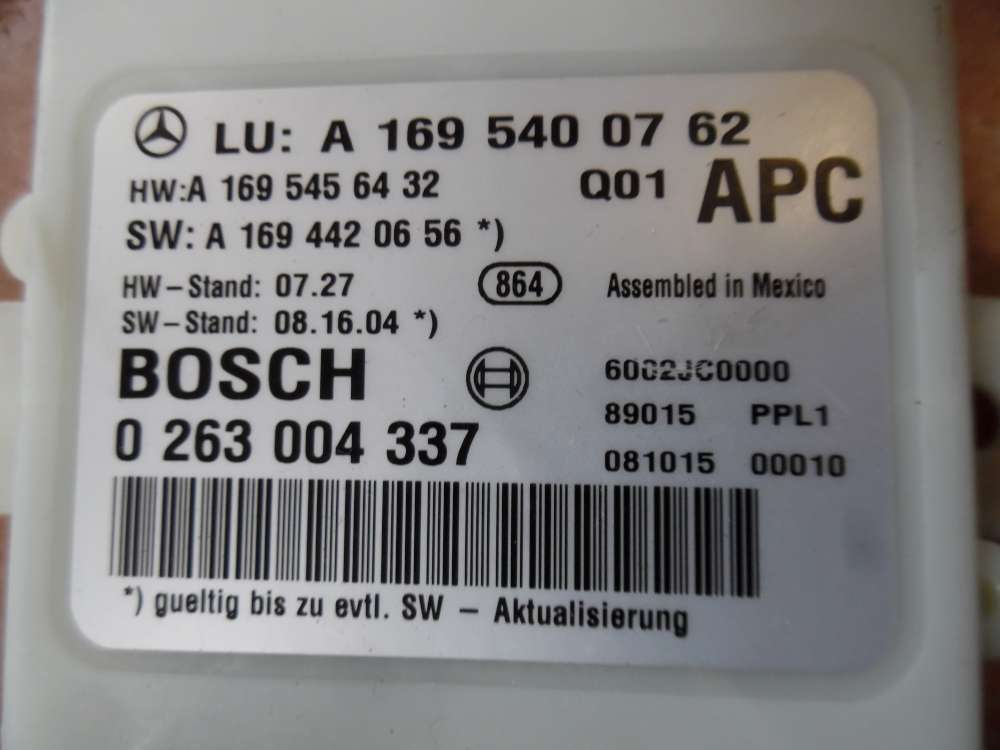 LU: A 169 540 07 62
HW:A 169 545 64 32 Q01 APC
SW: A 169 442 06 56 *)
HW-Stand: 07.27 864 Assembled in Mexico
SW-Stand: 08.16.04 *)
BOSCH 6002JC0000
0 263 004 337 89015 PPL1
081015 00010
*) gueltig bis zu evtl. SW - Aktualisierung